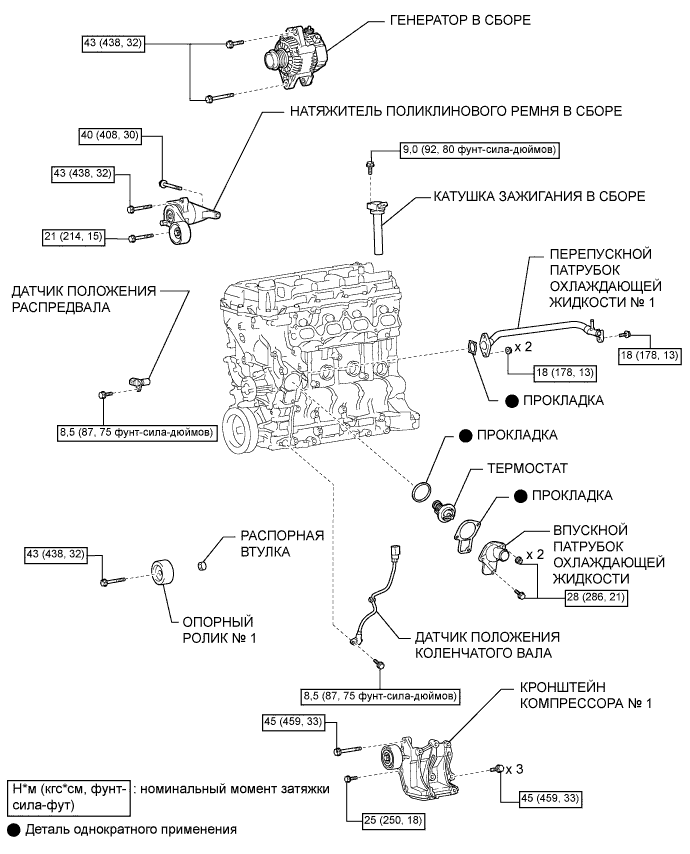 ГЕНЕРАТОР В СБОРЕ
43 (438, 32)
НАТЯЖИТЕЛЬ ПОЛИКЛИНОВОГО РЕМНЯ В СБОРЕ
40 (408, 30)
9,0 (92, 80 фунт-сила-дюймов)
43 (438, 32)
КАТУШКА ЗАЖИГАНИЯ В СБОРЕ
21 (214, 15)
ПЕРЕПУСКНОЙ
ПАТРУБОК
ОХЛАЖДАЮЩЕЙ
ЖИДКОСТИ № 1
ДАТЧИК ПОЛОЖЕНИЯ
РАСПРЕДВАЛА
x 2
18 (178, 13)
18 (178, 13)
ПРОКЛАДКА
8,5 (87, 75 фунт-сила-дюймов)
ПРОКЛАДКА
ТЕРМОСТАТ
ПРОКЛАДКА
РАСПОРНАЯ
ВТУЛКА
ВПУСКНОЙ
ПАТРУБОК
ОХЛАЖДАЮЩЕЙ
ЖИДКОСТИ
x 2
43 (438, 32)
28 (286, 21)
ОПОРНЫЙ
РОЛИК № 1
ДАТЧИК ПОЛОЖЕНИЯ
КОЛЕНЧАТОГО ВАЛА
8,5 (87, 75 фунт-сила-дюймов)
КРОНШТЕЙН
КОМПРЕССОРА № 1
45 (459, 33)
x 3
45 (459, 33)
25 (250, 18)
Н*м (кгс*см, фунт-
сила-фут)
: номинальный момент затяжки
Деталь однократного применения